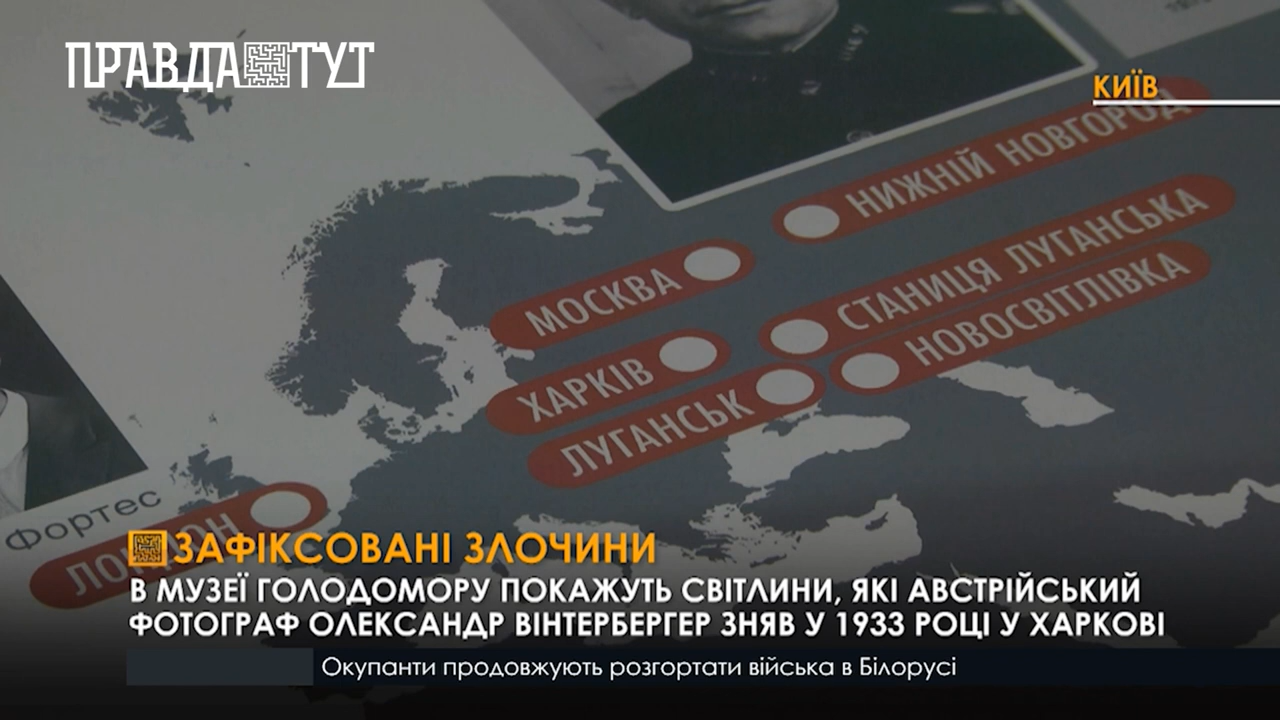 ПРАВДА ТУТ
КИЇВ
НИЖНІЙ НОВГОРОД
МОСКВА
СТАНИЦЯ ЛУГАНСЬКА
НОВОСВІТЛІВКА
ХАРКІВ
ЛУГАНСЬК
Фортес
ЛОНДОН
ЗАФІКСОВАНІ ЗЛОЧИНИ
В МУЗЕЇ ГОЛОДОМОРУ ПОКАЖУТЬ СВІТЛИНИ, ЯКІ АВСТРІЙСЬКИЙ
ФОТОГРАФ ОЛЕКСАНДР ВІНТЕРБЕРГЕР ЗНЯВ У 1933 РОЦІ У ХАРКОВІ
Окупанти продовжують розгортати війська в Білорусі